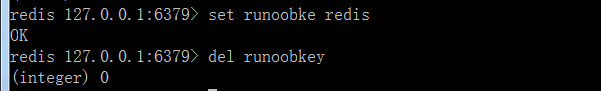 redis 127.0.0.1:6379> set runoobke redis
OK
redis 127.0.0.1:6379> del runoobkey
(integer) 0